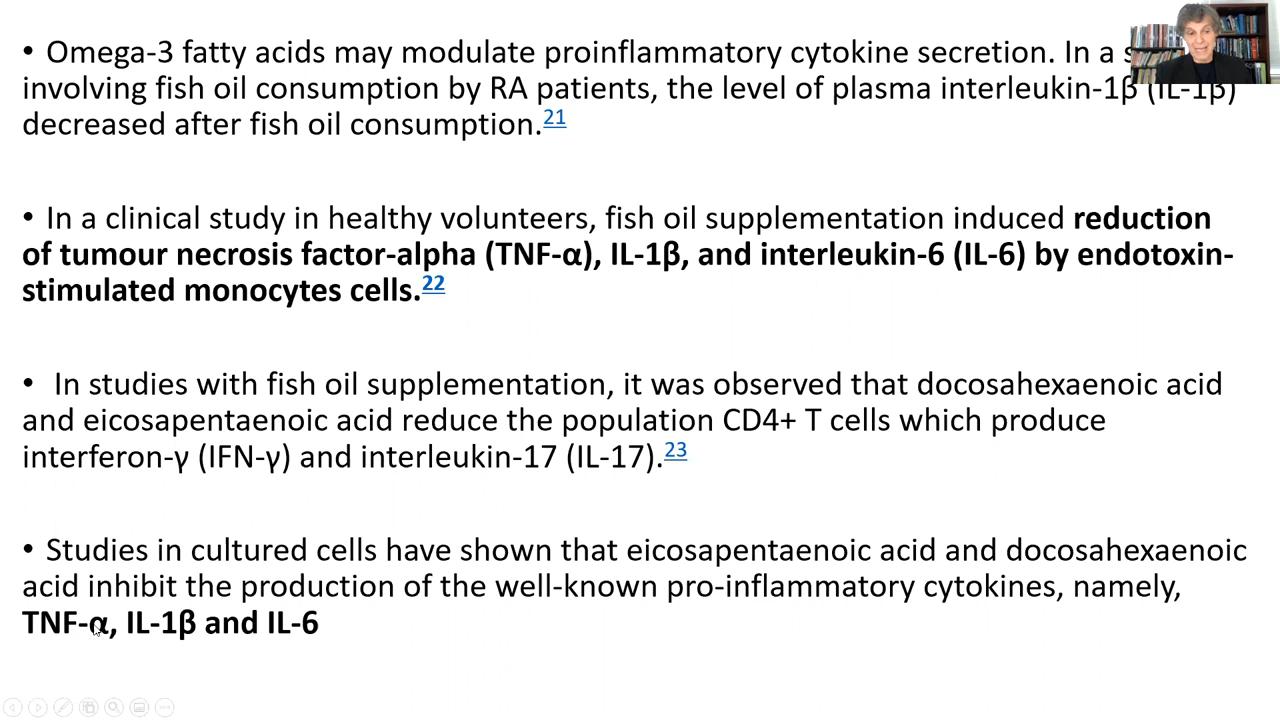 • Omega-3 fatty acids may modulate proinflammatory cytokine secretion. In a
involving fish oil consumption by RA patients, the level of plasma interleukin-1β (IL-1β)
decreased after fish oil consumption.21
• In a clinical study in healthy volunteers, fish oil supplementation induced reduction
of tumour necrosis factor-alpha (TNF-α), IL-1β, and interleukin-6 (IL-6) by endotoxin-
stimulated monocytes cells.22
• In studies with fish oil supplementation, it was observed that docosahexaenoic acid
and eicosapentaenoic acid reduce the population CD4+ T cells which produce
interferon-γ (IFN-γ) and interleukin-17 (IL-17).23
• Studies in cultured cells have shown that eicosapentaenoic acid and docosahexaenoic
acid inhibit the production of the well-known pro-inflammatory cytokines, namely,
TNF-α, IL-1β and IL-6